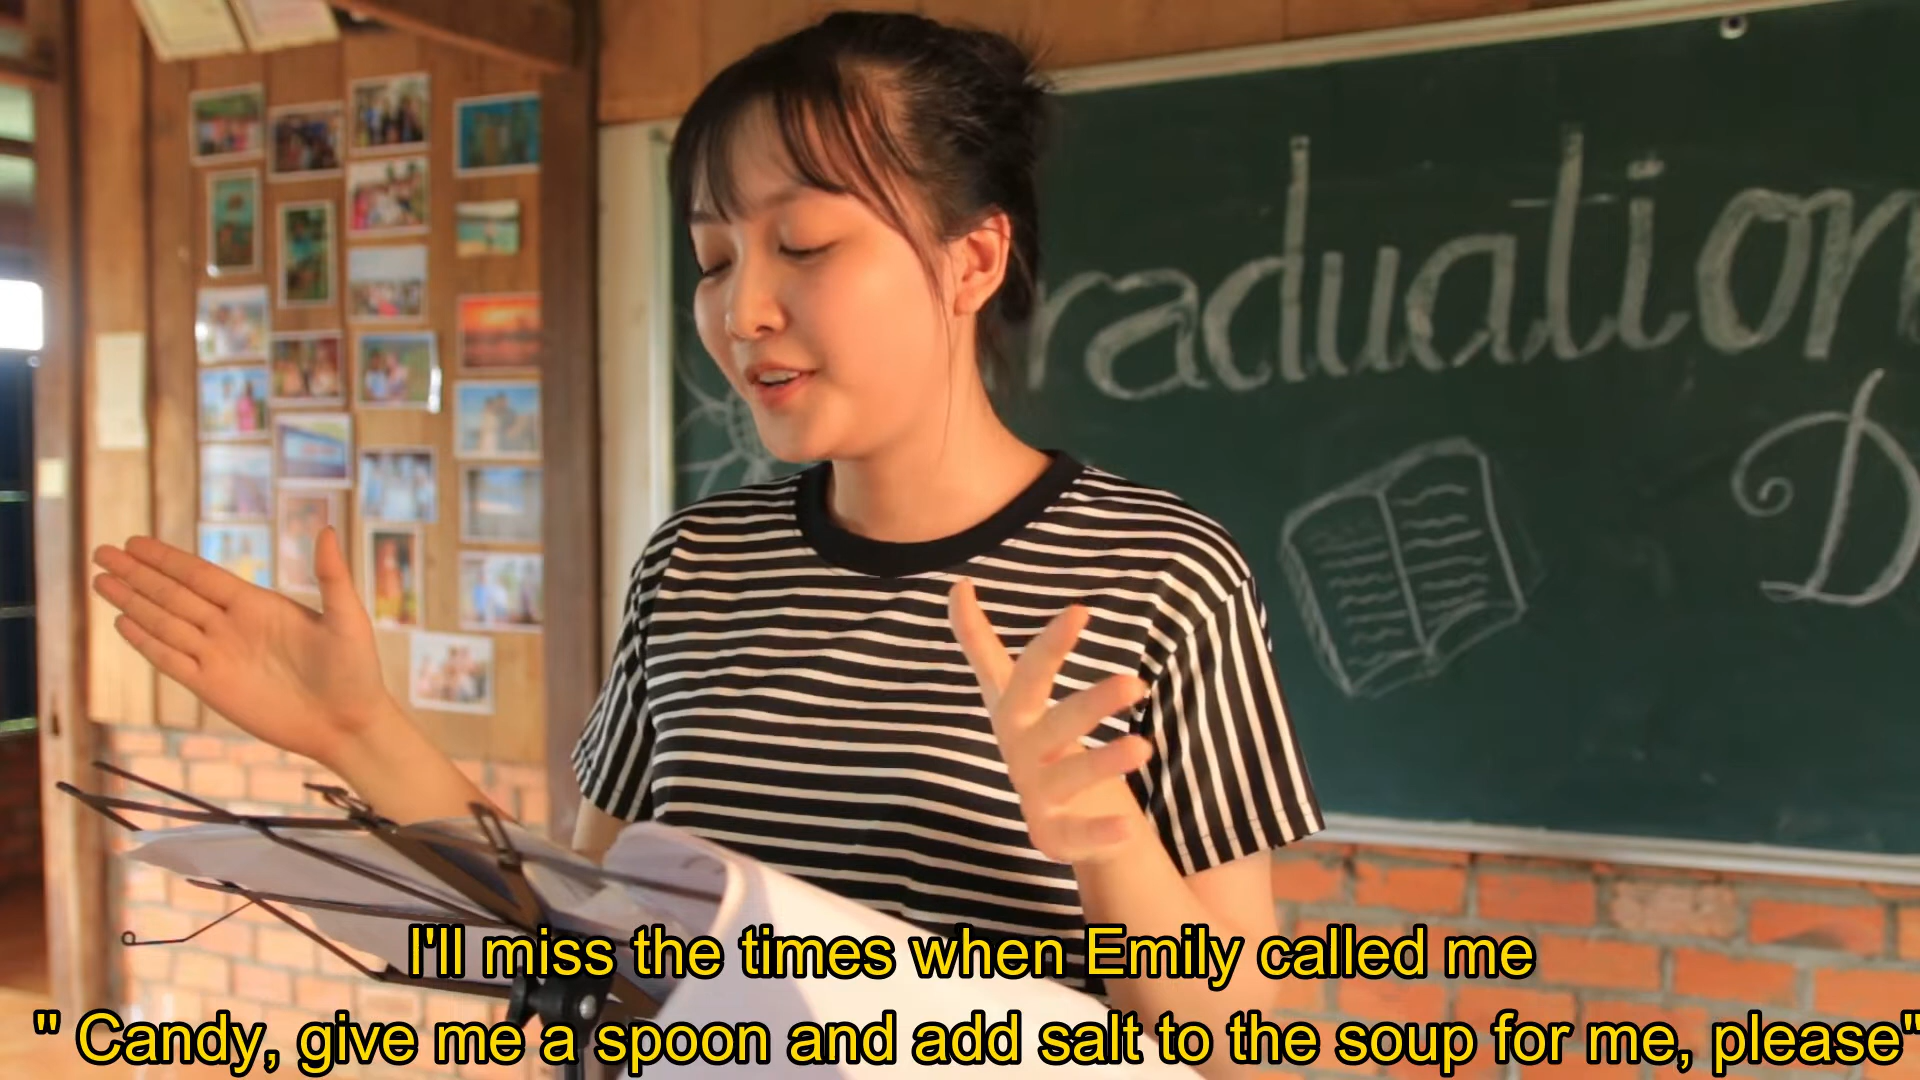 raduation
D
I'll miss the times when Emily called me
" Candy, give me a spoon and add salt to the soup for me, please"